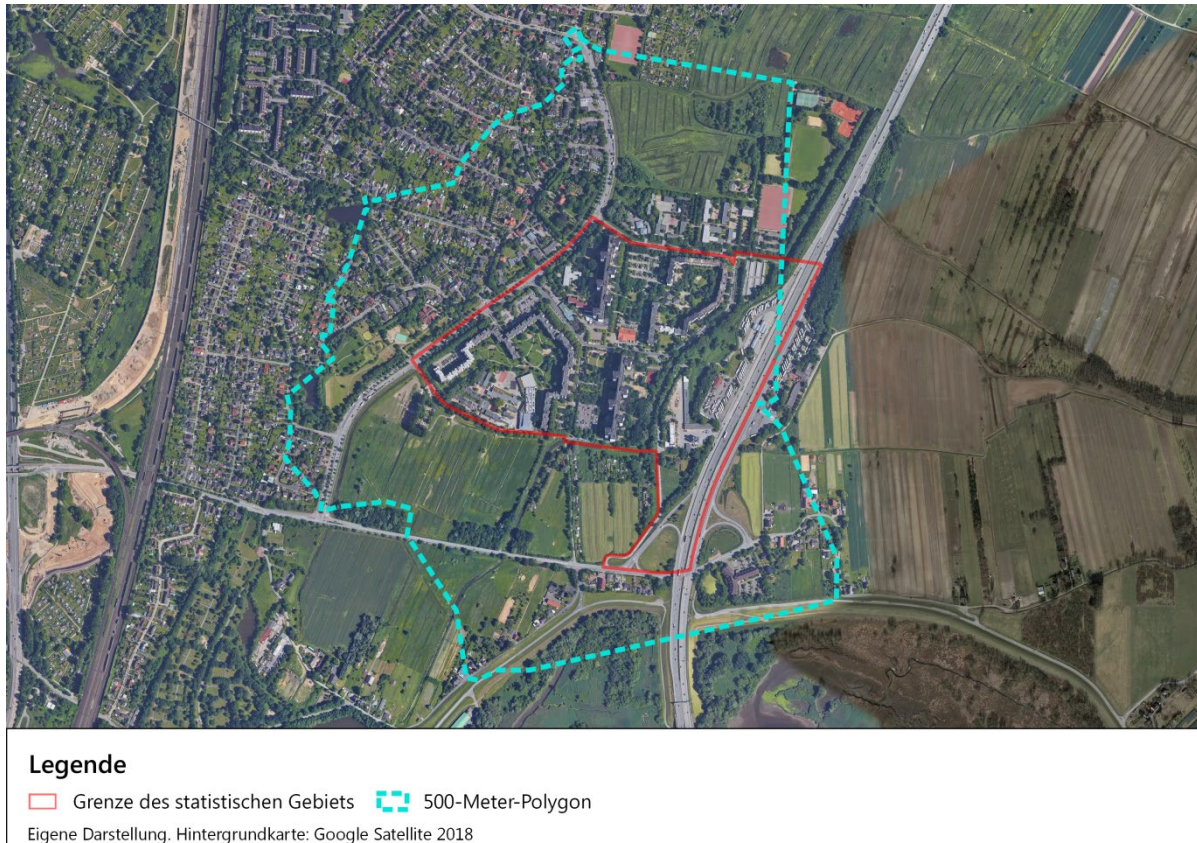 Legende
Grenze des statistischen Gebiets 500-Meter-Polygon
Eigene Darstellung. Hintergrundkarte: Google Satellite 2018